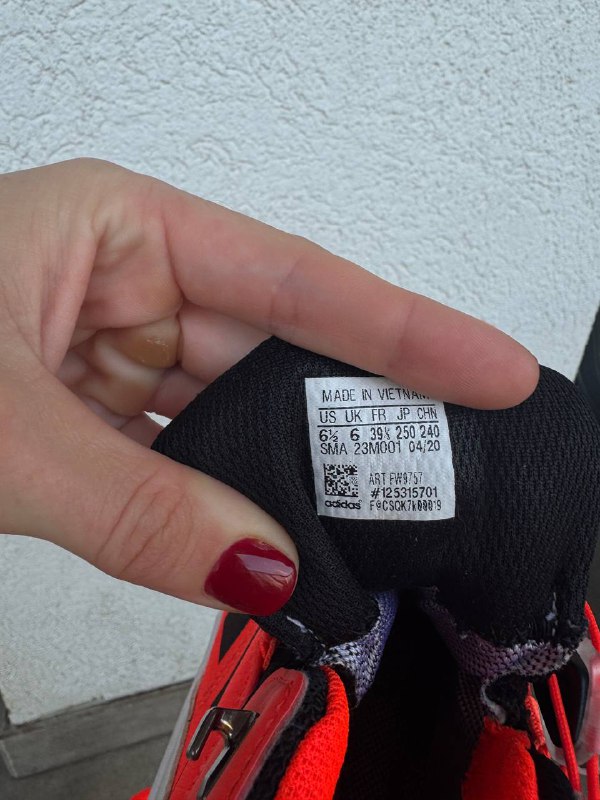 MADE IN VIETNAM
US UK FR JP CHN
6½ 6 39⅓ 250 240
SMA 23M001 04/20
ART FW9757
#125315701
adidas